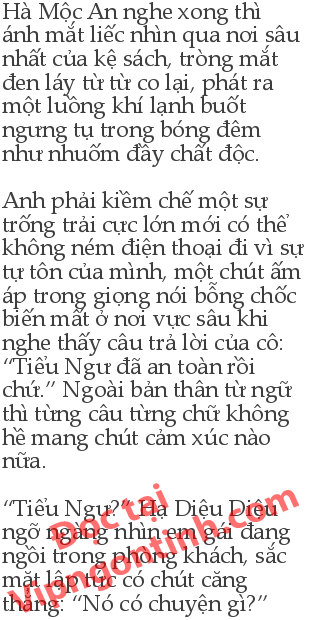 Hà Mộc An nghe xong thì
ánh mắt liếc nhìn qua nơi sâu
nhất của kệ sách, tròng mắt
đen láy từ từ co lại, phát ra
một luồng khí lạnh buốt
ngưng tụ trong bóng đêm
như nhuốm đầy chất độc.
Anh phải kiềm chế một sự
trống trải cực lớn mới có thể
không ném điện thoại đi vì sự
tự tôn của mình, một chút ấm
áp trong giọng nói bỗng chốc
biến mất ở nơi vực sâu khi
nghe thấy câu trả lời của cô:
“Tiểu Ngư đã an toàn rồi
chứ.” Ngoài bản thân từ ngữ
thì từng câu từng chữ không
hề mang chút cảm xúc nào
nữa.
“Tiểu Ngư?” Hạ Diệu Diệu
ngỡ ngàng nhìn em gái đang
ngồi trong phòng khách, sắc
mặt lập tức có chút căng
thẳng: “Nó có chuyện gì?”
Đọc tại
Vipngontinh.com